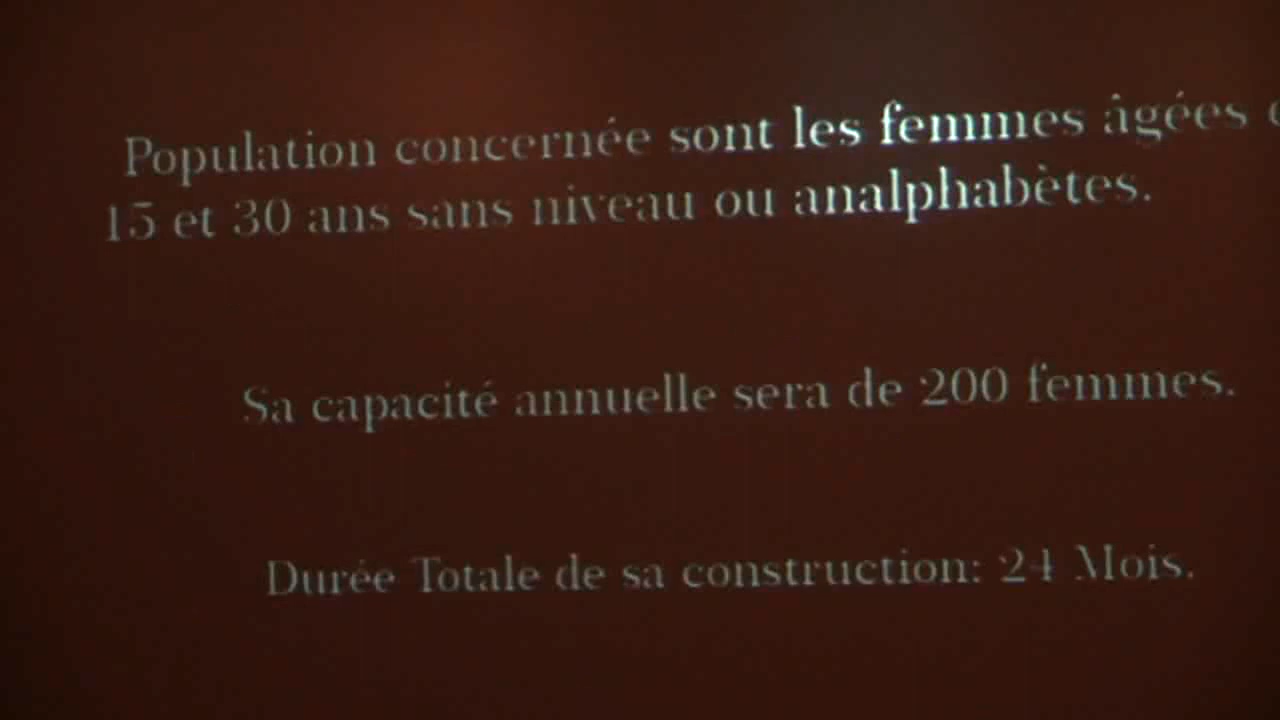 Population concernée sont les femmes âgées
15 et 30 ans sans niveau ou analphabètes.
Sa capacité annuelle sera de 200 femmes.
Durée Totale de sa construction: 24 Mois.